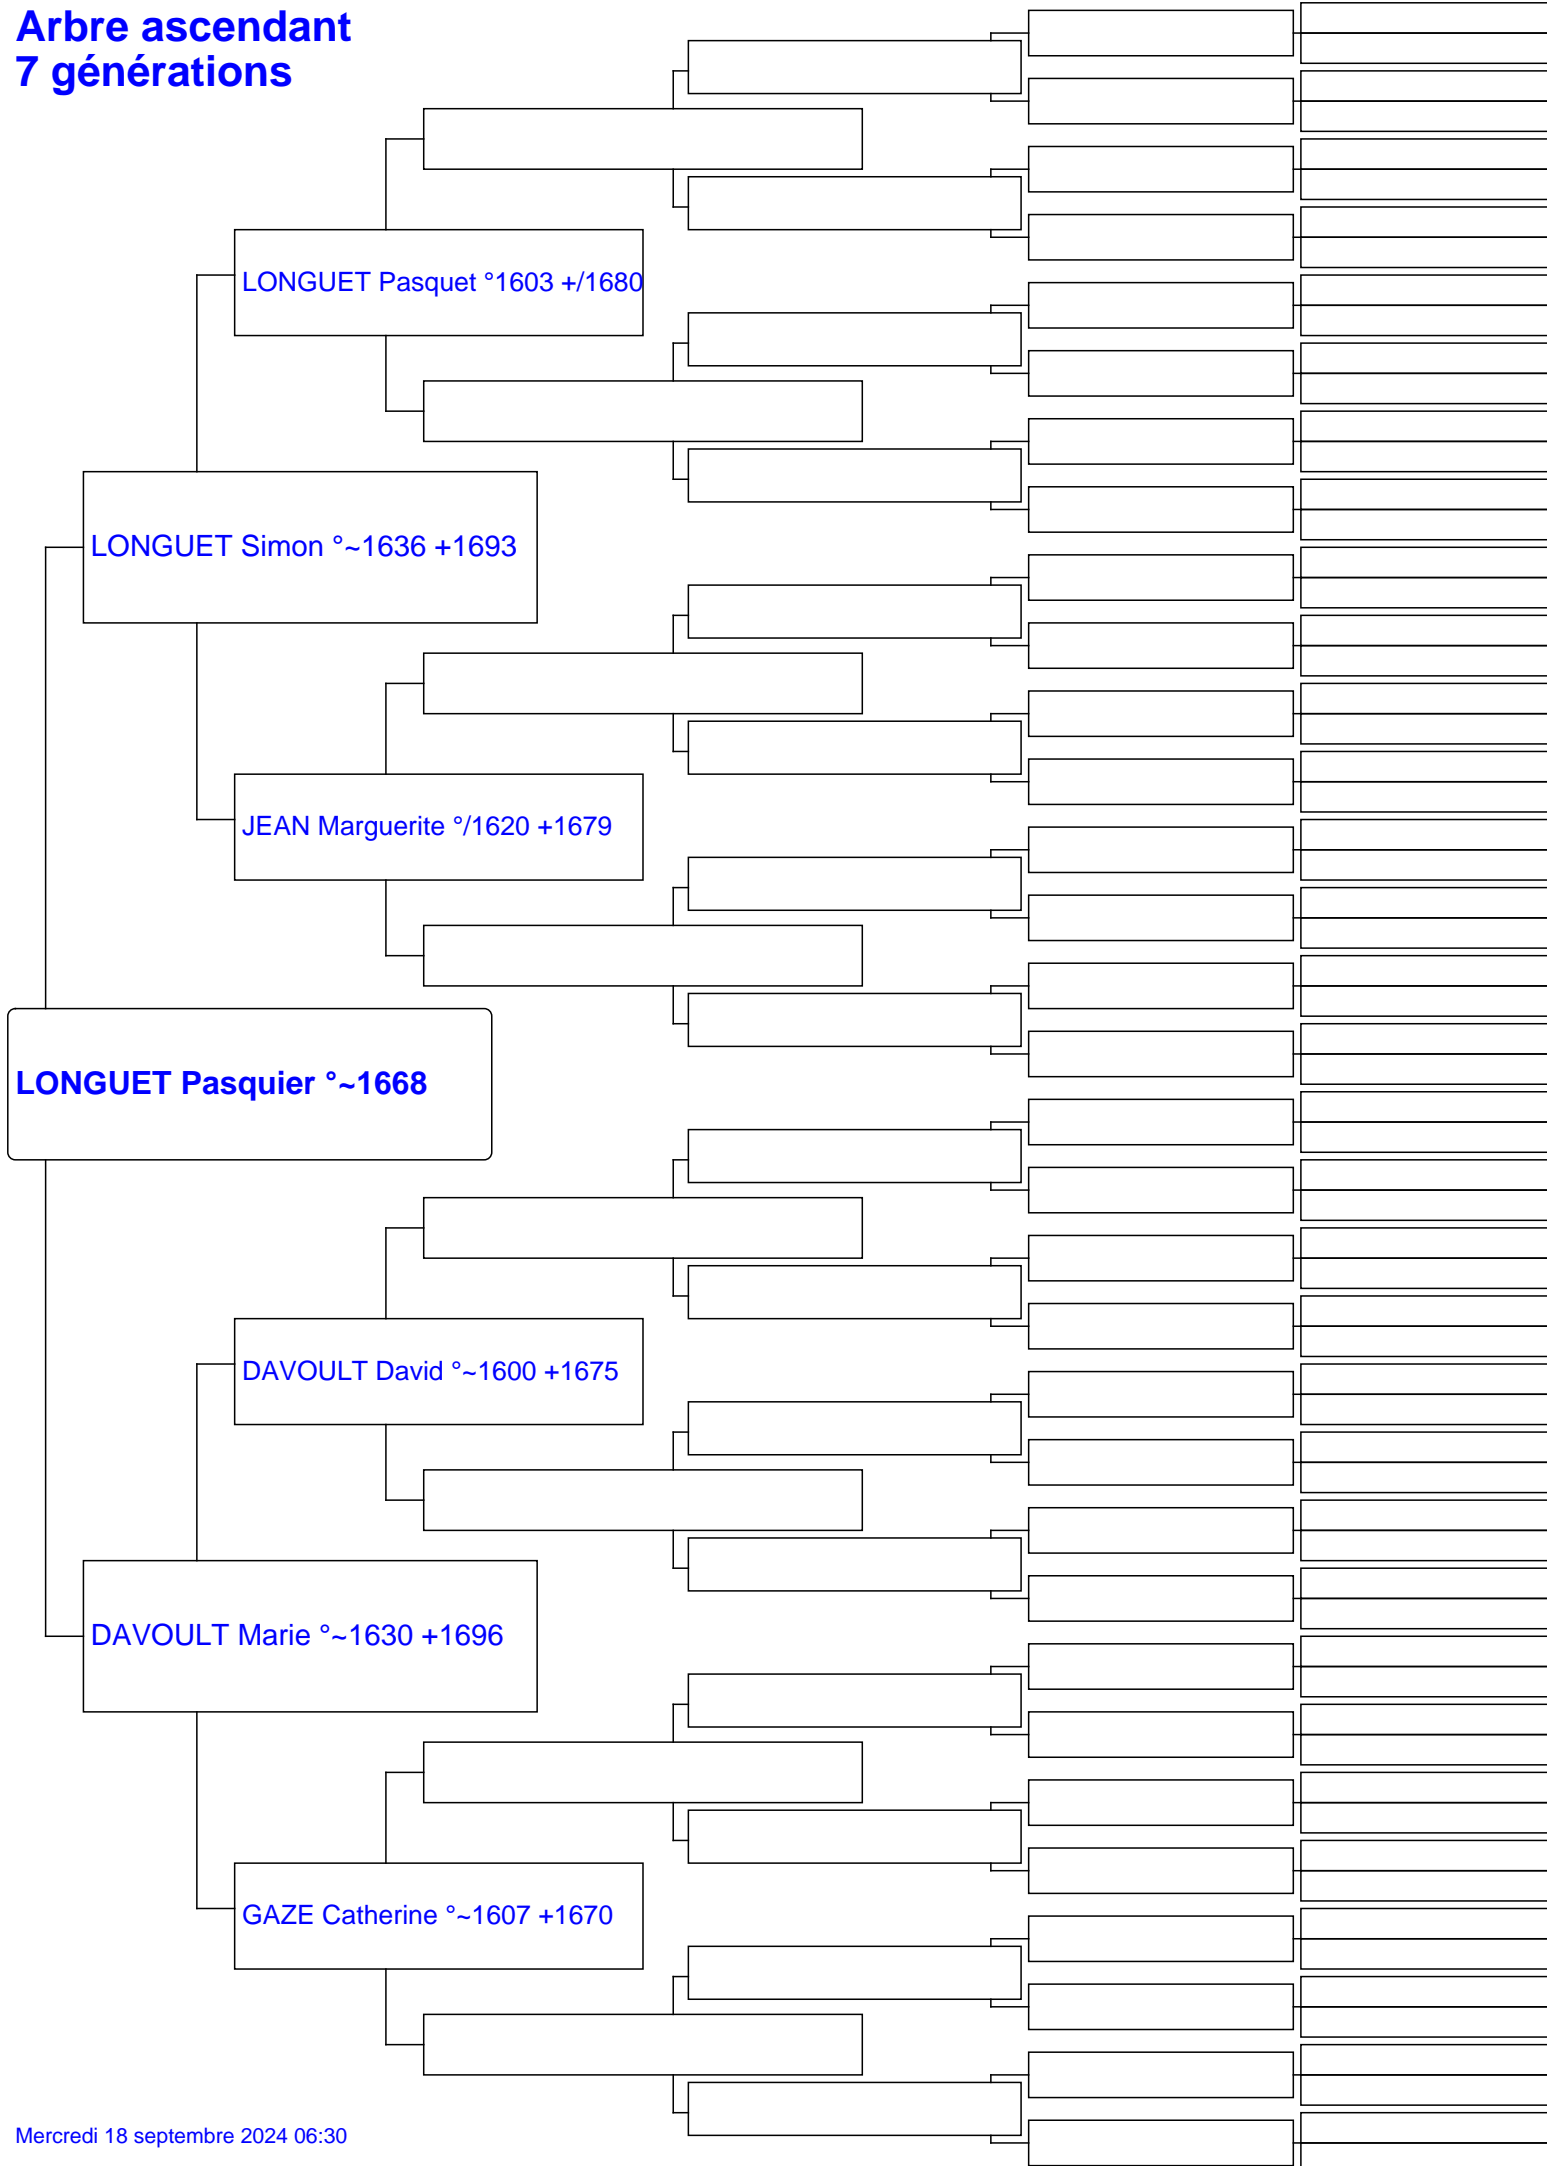 Arbre ascendant
7 générations
LONGUET Pasquet °1603 +/1680
LONGUET Simon °~1636 +1693
JEAN Marguerite °/1620 +1679
LONGUET Pasquier °~1668
DAVOULT David °~1600 +1675
DAVOULT Marie °~1630 +1696
GAZE Catherine °~1607 +1670
Mercredi 18 septembre 2024 06:30